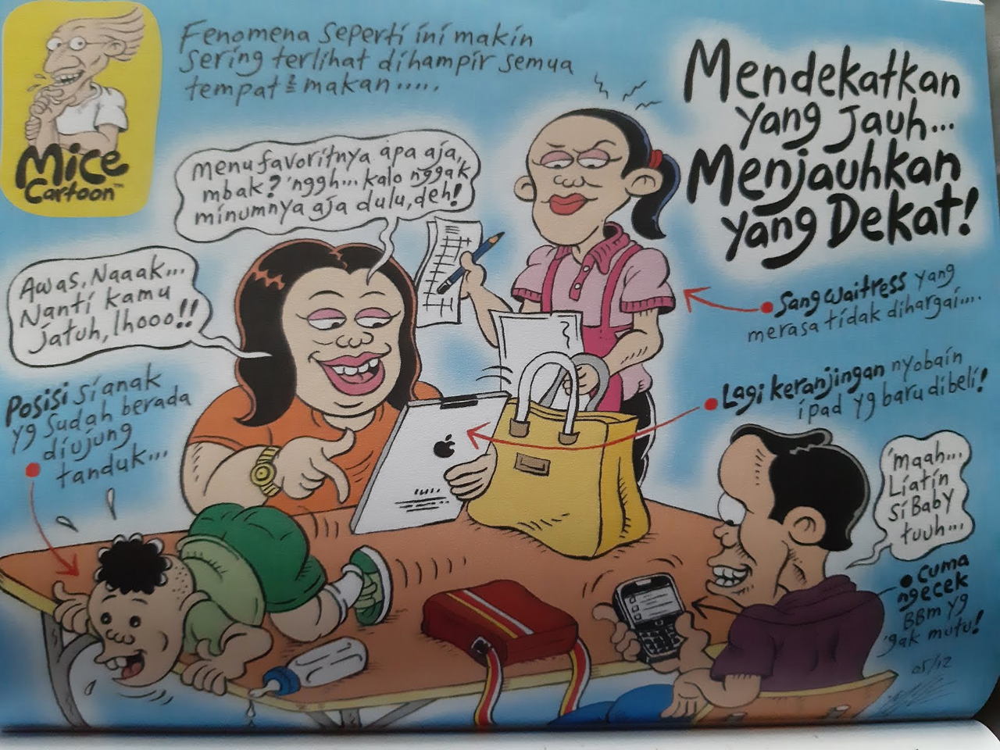 Fenomena seperti ini makin
sering terlihat dihampir semua
tempat² makan.....
Mice
Cartoon™
Mendekatkan
yang jauh...
Menjauhkan
yang Dekat!
Menu favoritnya apa aja,
mbak? 'nggh... kalo nggak
minumnya aja dulu, deh!
Awas, Naaak...
Nanti kamu
jatuh, lhooo!!
Sang waitress yang
merasa tidak dihargai....
Posisi si anak
yg sudah berada
diujung
tanduk...
Lagi keranjingan nyobain
ipad yg baru dibeli!
'maah...
Liatin
si Baby
tuuh...
cuma
ngecek
BBM yg
'gak mutu!
05/12